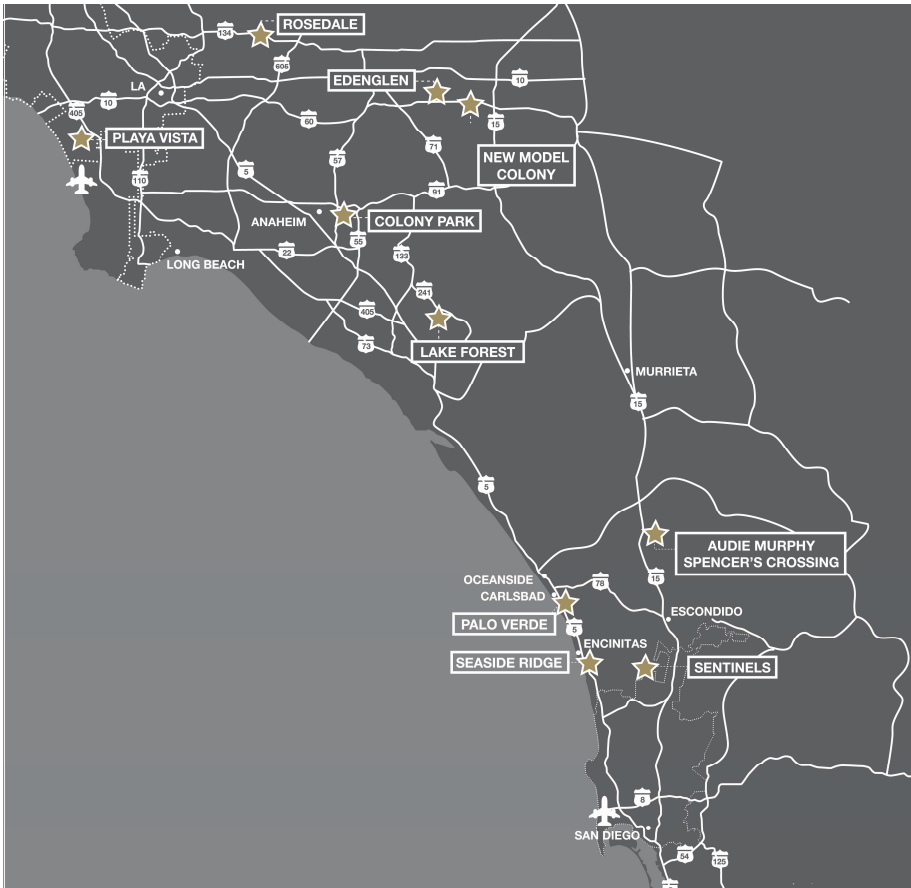 ROSEDALE
134
605
EDENGLEN
10
LA
10
405
60
15
PLAYA VISTA
57
71
NEW MODEL
COLONY
5
110
91
ANAHEIM
COLONY PARK
55
22
133
LONG BEACH
241
405
73
LAKE FOREST
MURRIETA
15
5
AUDIE MURPHY
SPENCER'S CROSSING
OCEANSIDE
78
15
CARLSBAD
ESCONDIDO
PALO VERDE
5
ENCINITAS
SEASIDE RIDGE
SENTINELS
8
SAN DIEGO
54
125